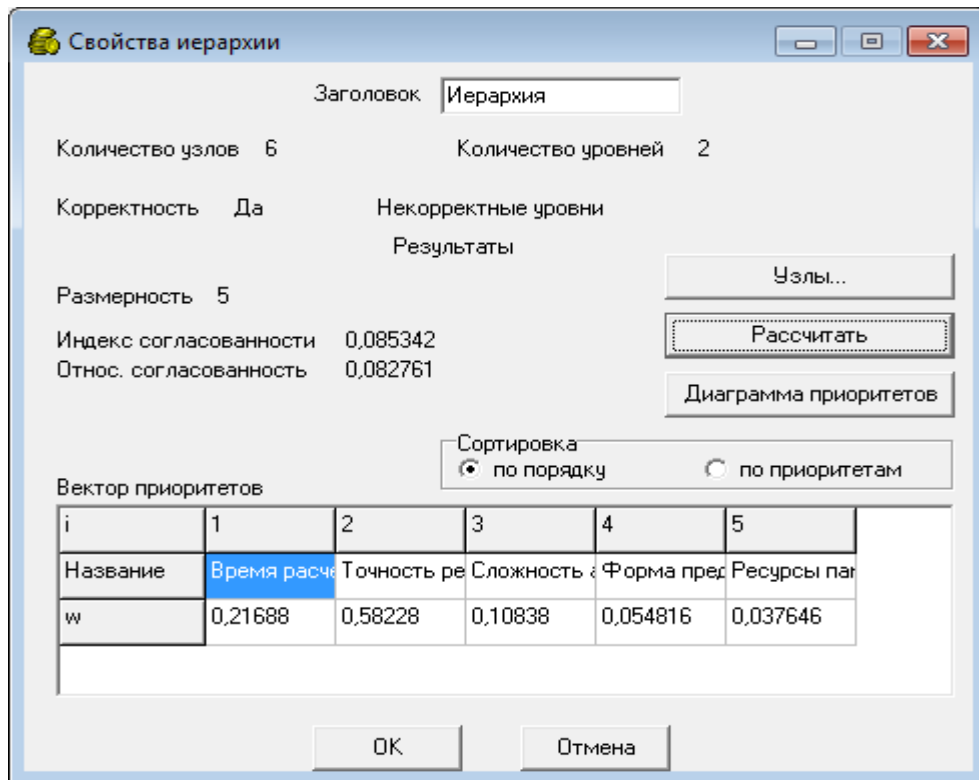 Свойства иерархии
Заголовок Иерархия
Количество узлов 6 Количество уровней 2
Корректность Да Некорректные уровни
Результаты
Узлы...
Размерность 5
Индекс согласованности 0,085342 Рассчитать
Относ. согласованность 0,082761
Диаграмма приоритетов
Сортировка
по порядку по приоритетам
Вектор приоритетов
i 1 2 3 4 5
Название Время расче Точность ре Сложность Форма пред Ресурсы
w 0,21688 0,58228 0,10838 0,054816 0,037646
OK Отмена